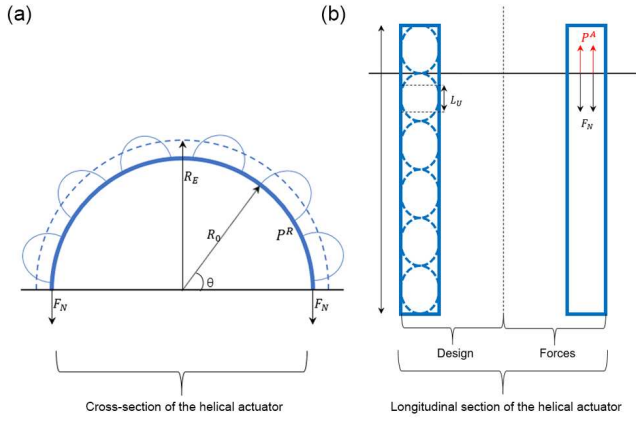 (a)
R_E
R_0
P^R
θ
F_N
F_N
Cross-section of the helical actuator
(b)
P^A
L_U
F_N
Design
Forces
Longitudinal section of the helical actuator